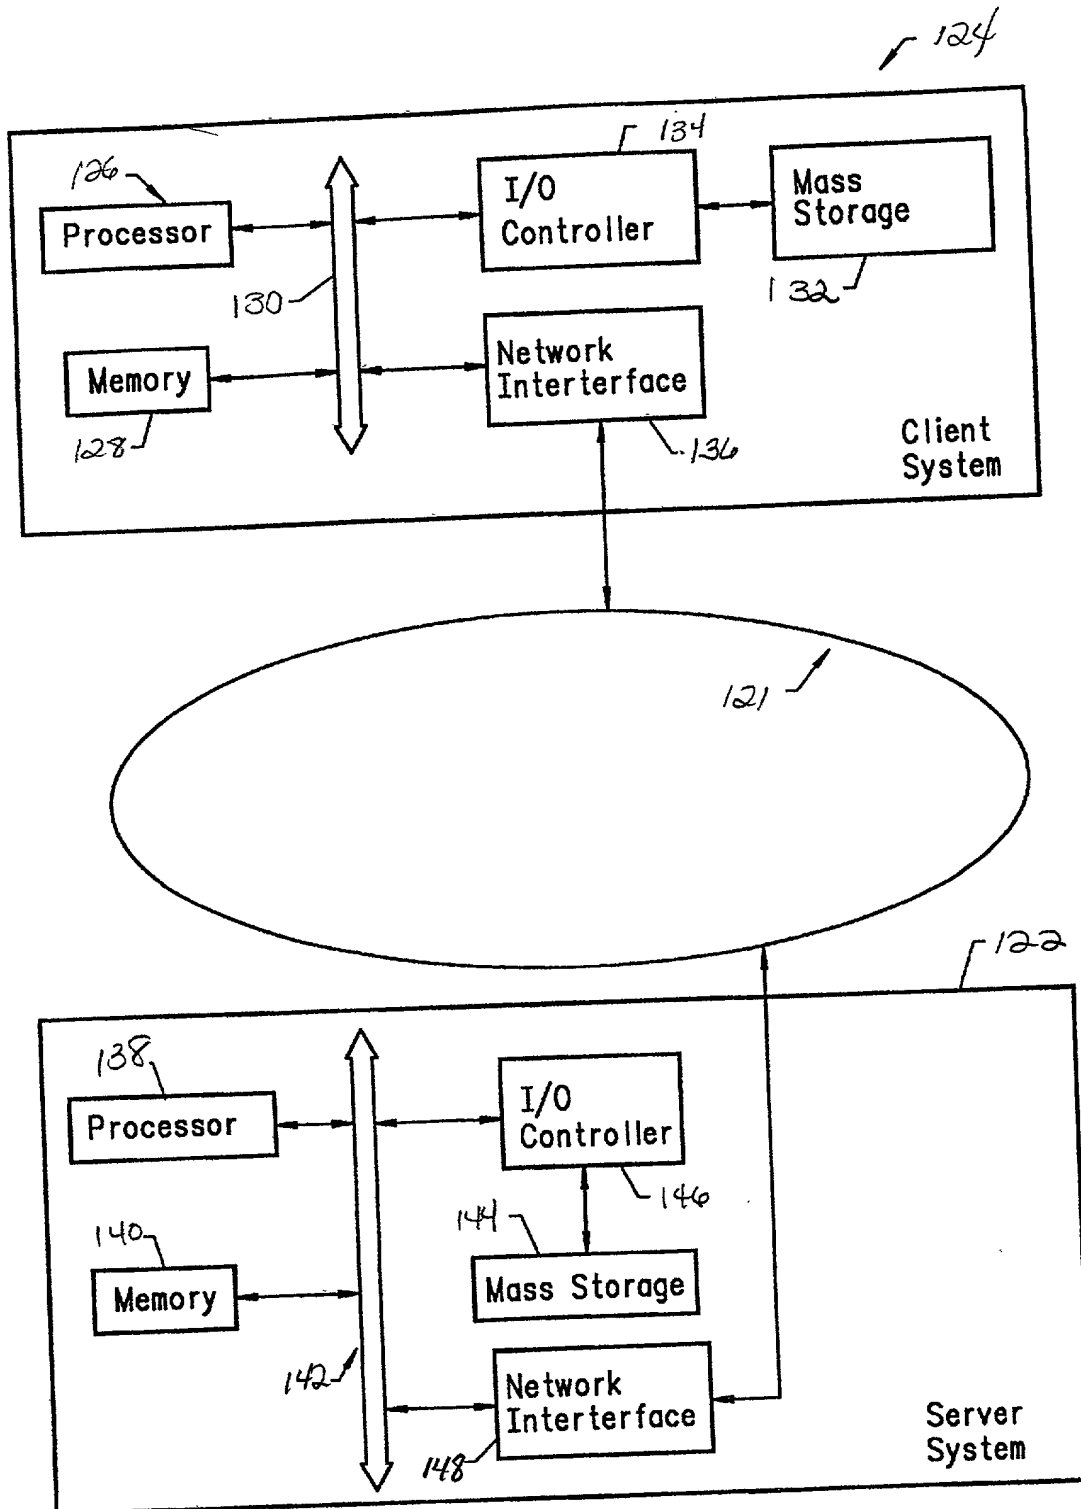 124
134
126
I/O
Controller
Mass
Storage
Processor
130
132
Network
Interterface
Memory
128
136
Client
System
121
122
138
I/O
Controller
Processor
146
144
140
Mass Storage
Memory
142
Network
Interterface
148
Server
System